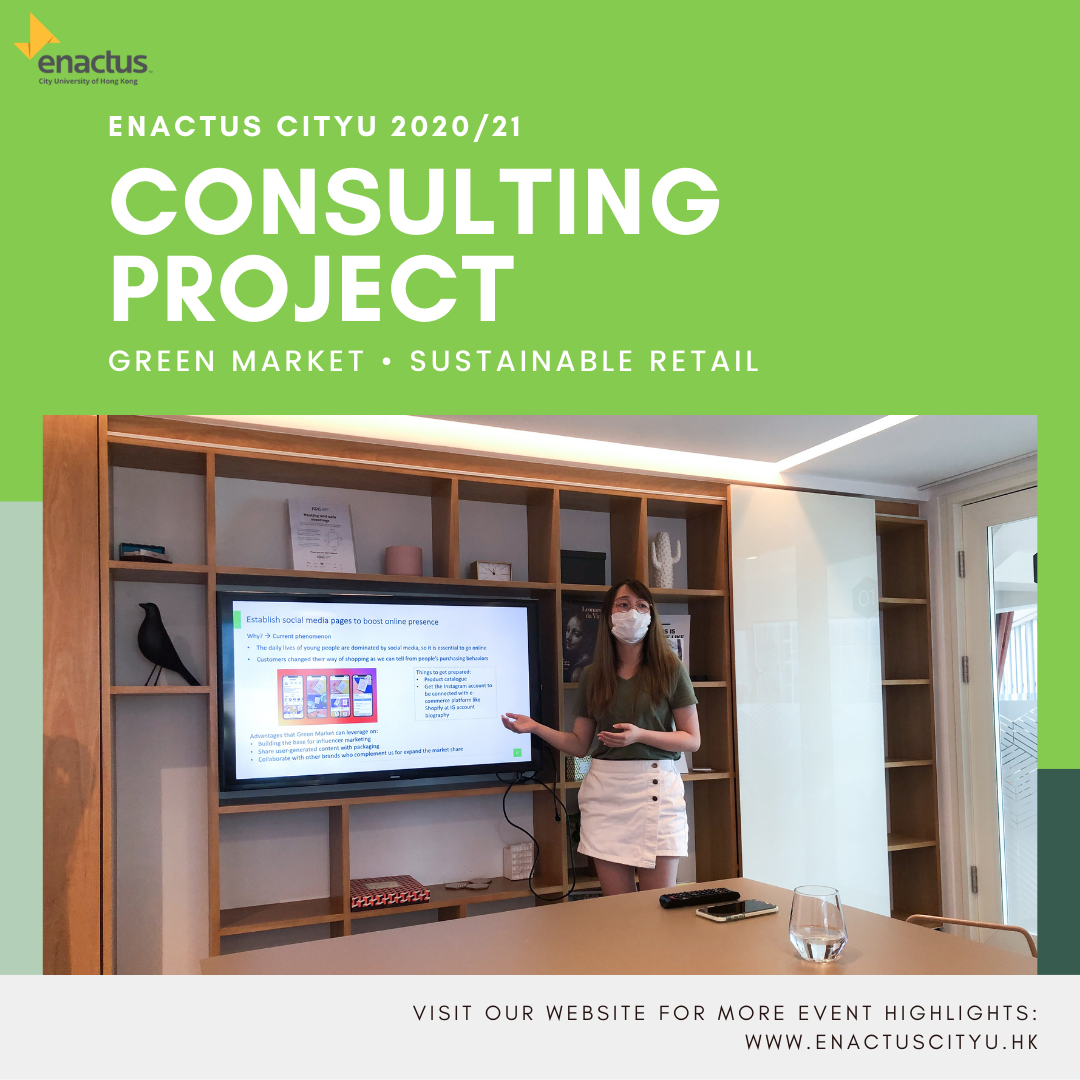 enactus
City University of Hong Kong
ENACTUS CITYU 2020/21
CONSULTING
PROJECT
GREEN MARKET • SUSTAINABLE RETAIL
Establish social media pages to boost online presence
Why? → Current phenomenon
• The daily lives of young people are dominated by social media, so it is essential to go online
• Customers changed their way of shopping as we can tell from people's purchasing behaviors
Things to get prepared:
• Product catalogue
• Get the Instagram account to
be connected with e-
commerce platform like
Shopify at IG account
biography
Advantages that Green Market can leverage on:
• Building the base for influencer marketing
• Share user-generated content with packaging
• Collaborate with other brands who complement us for expand the market share
VISIT OUR WEBSITE FOR MORE EVENT HIGHLIGHTS:
WWW.ENACTUSCITYU.HK